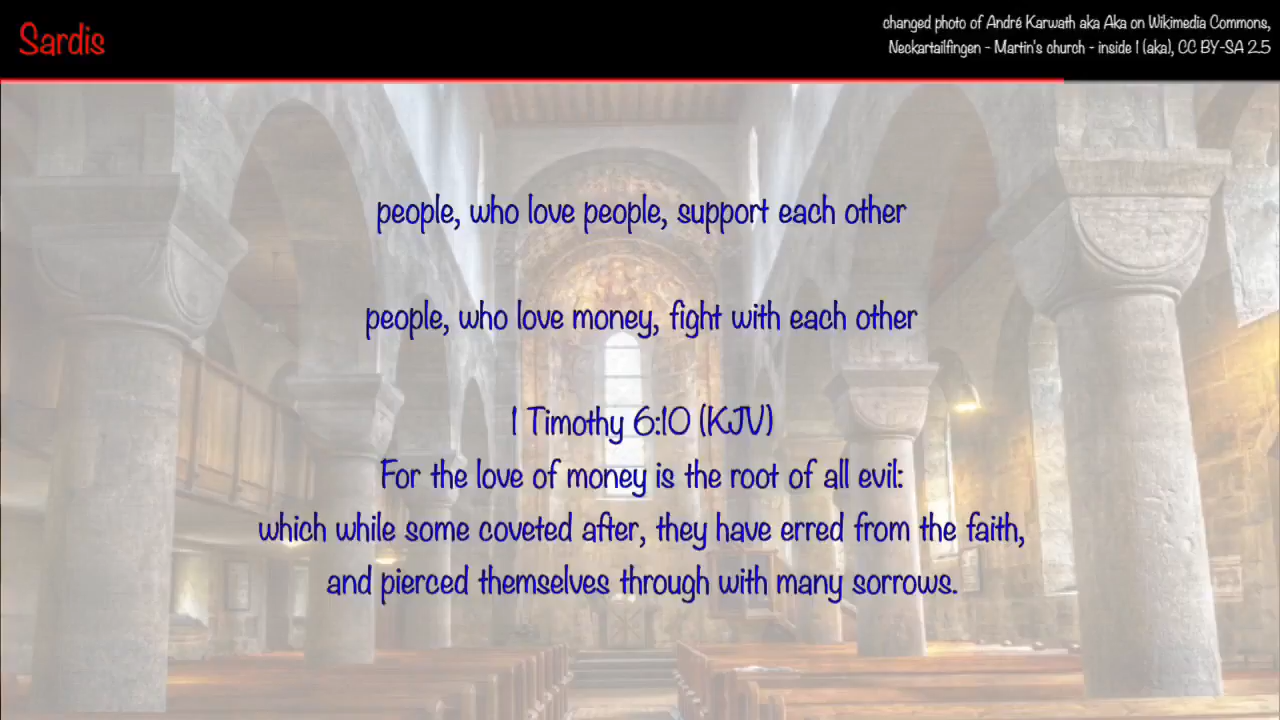 Sardis
changed photo of André Karwath aka Aka on Wikimedia Commons,
Neckartailfingen - Martin's church - inside 1 (aka), CC BY-SA 2.5
people, who love people, support each other
people, who love money, fight with each other
1 Timothy 6:10 (KJV)
For the love of money is the root of all evil:
which while some coveted after, they have erred from the faith,
and pierced themselves through with many sorrows.